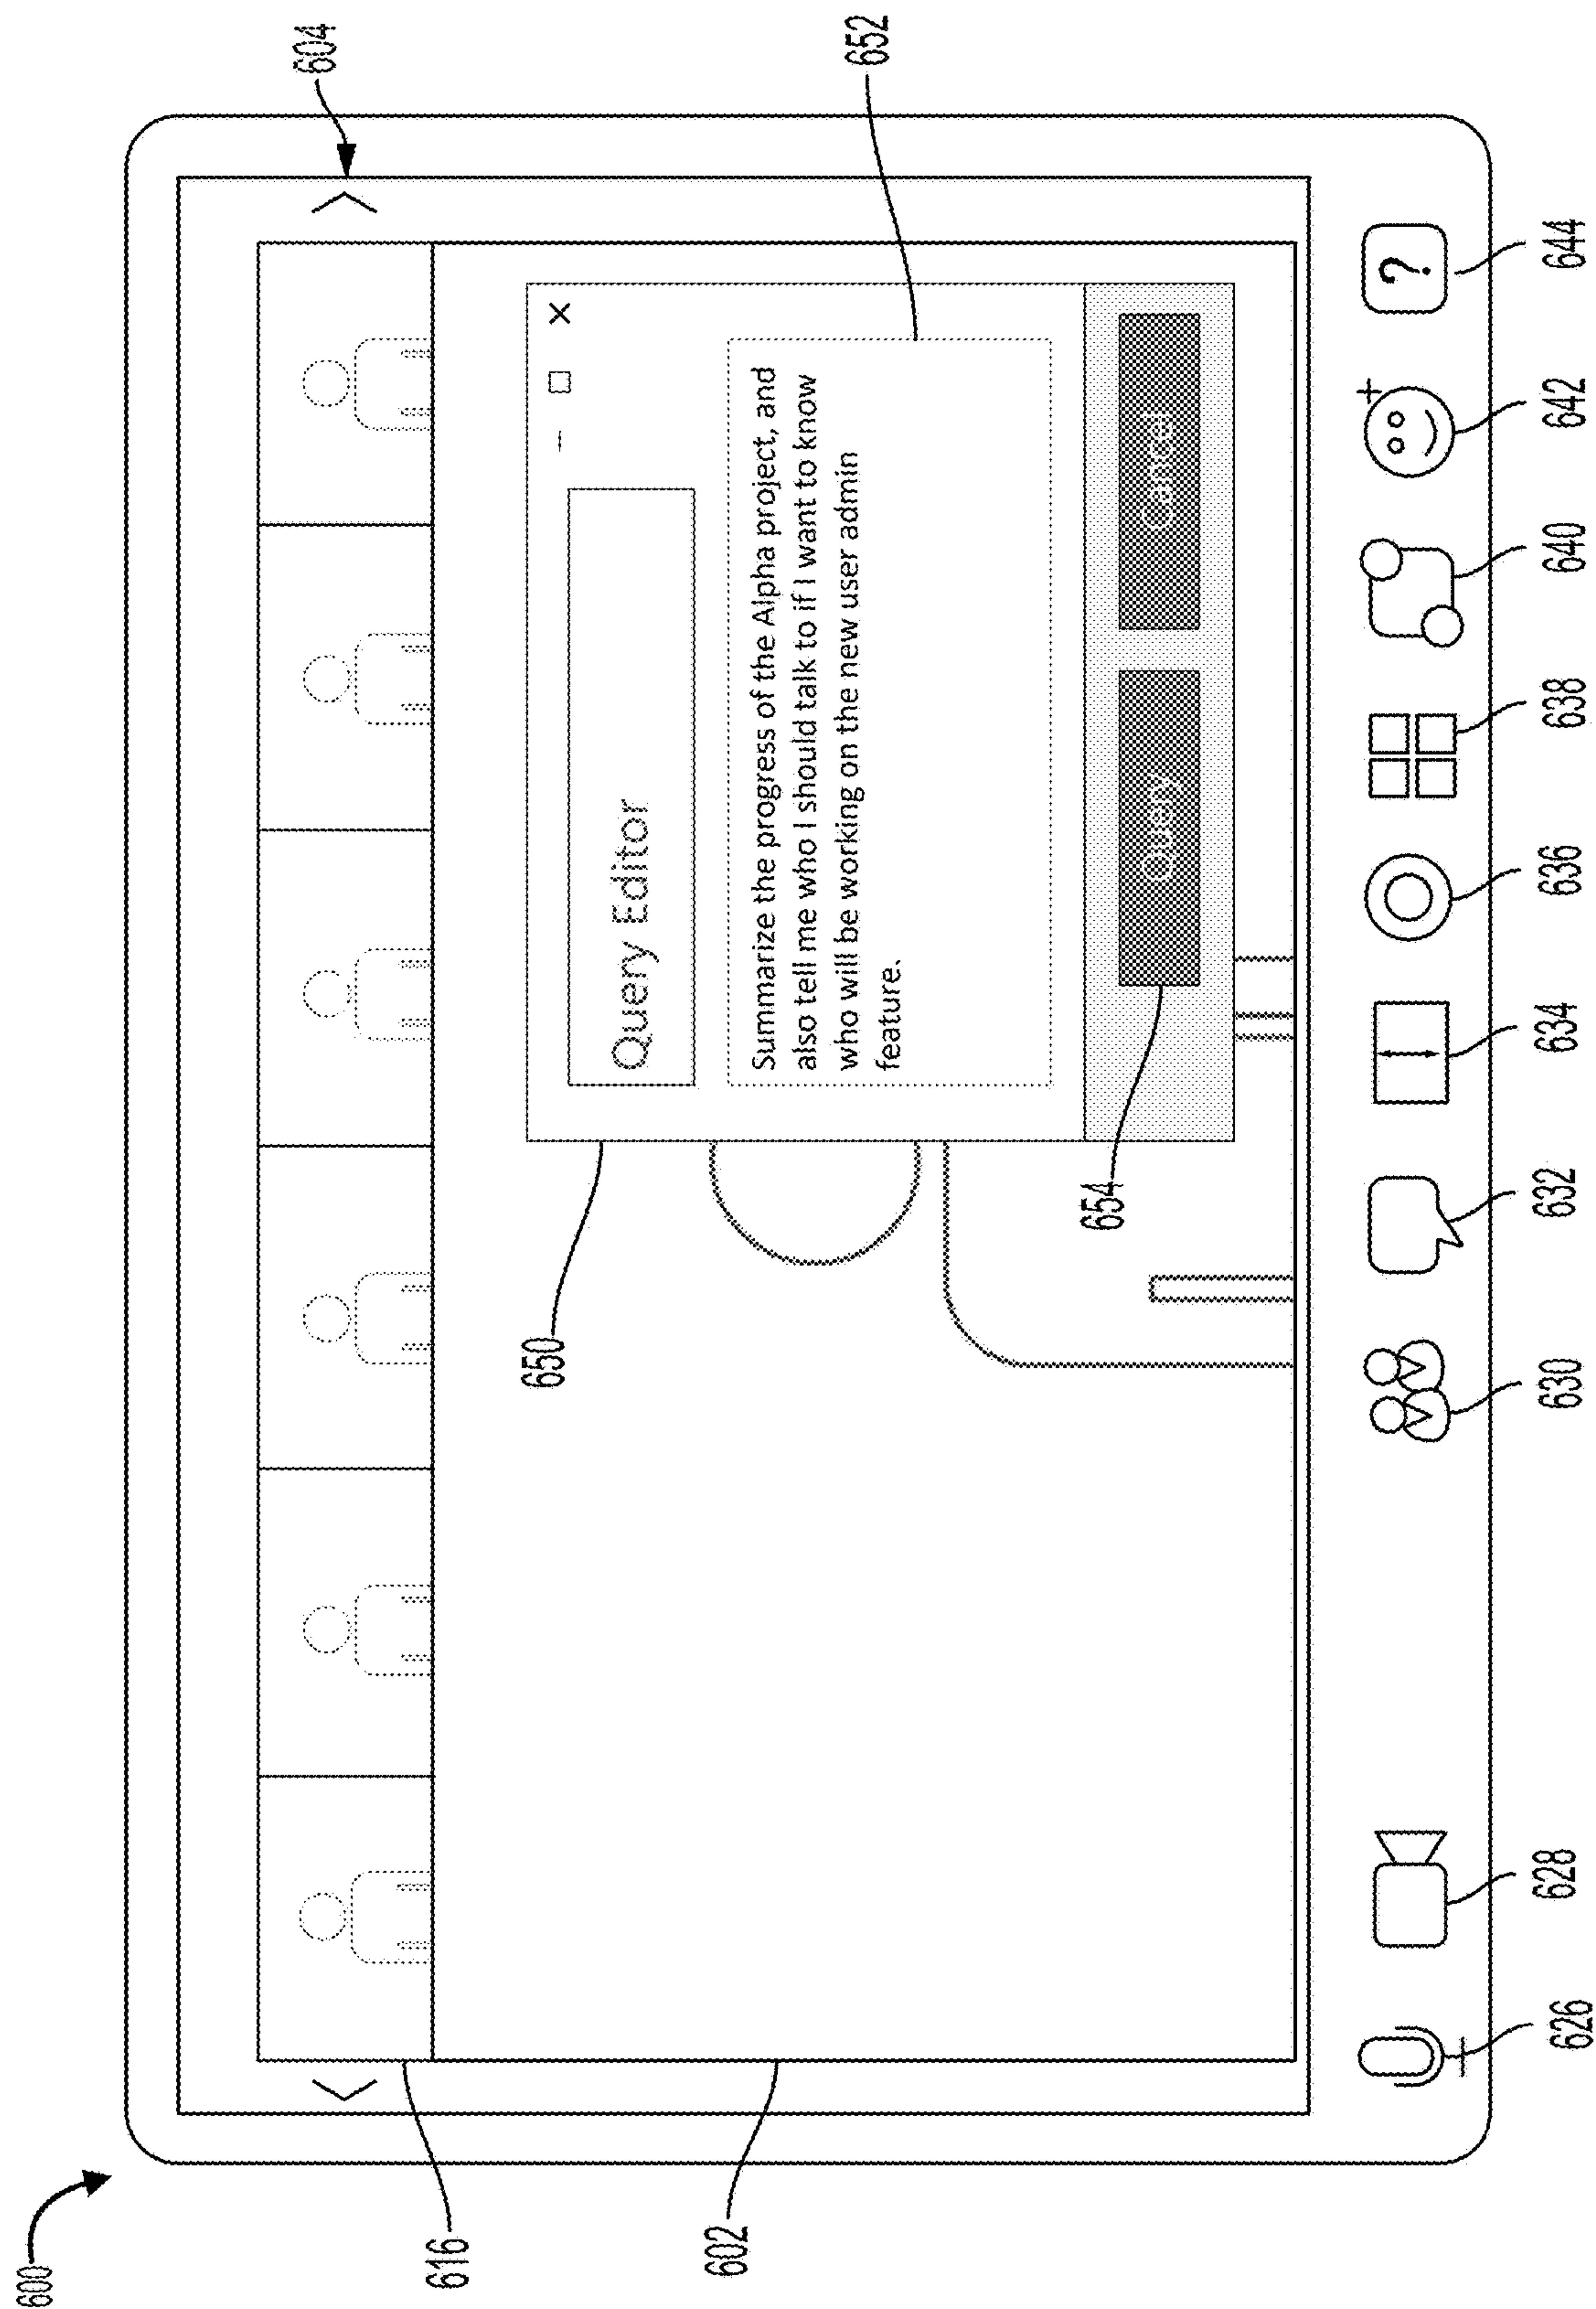 600
604
616
602
650
Query Editor
– □ ×
652
Summarize the progress of the Alpha project, and
also tell me who I should talk to if I want to know
who will be working on the new user admin
feature.
654
Query
Cancel
626
628
630
632
634
636
638
640
642
?
644